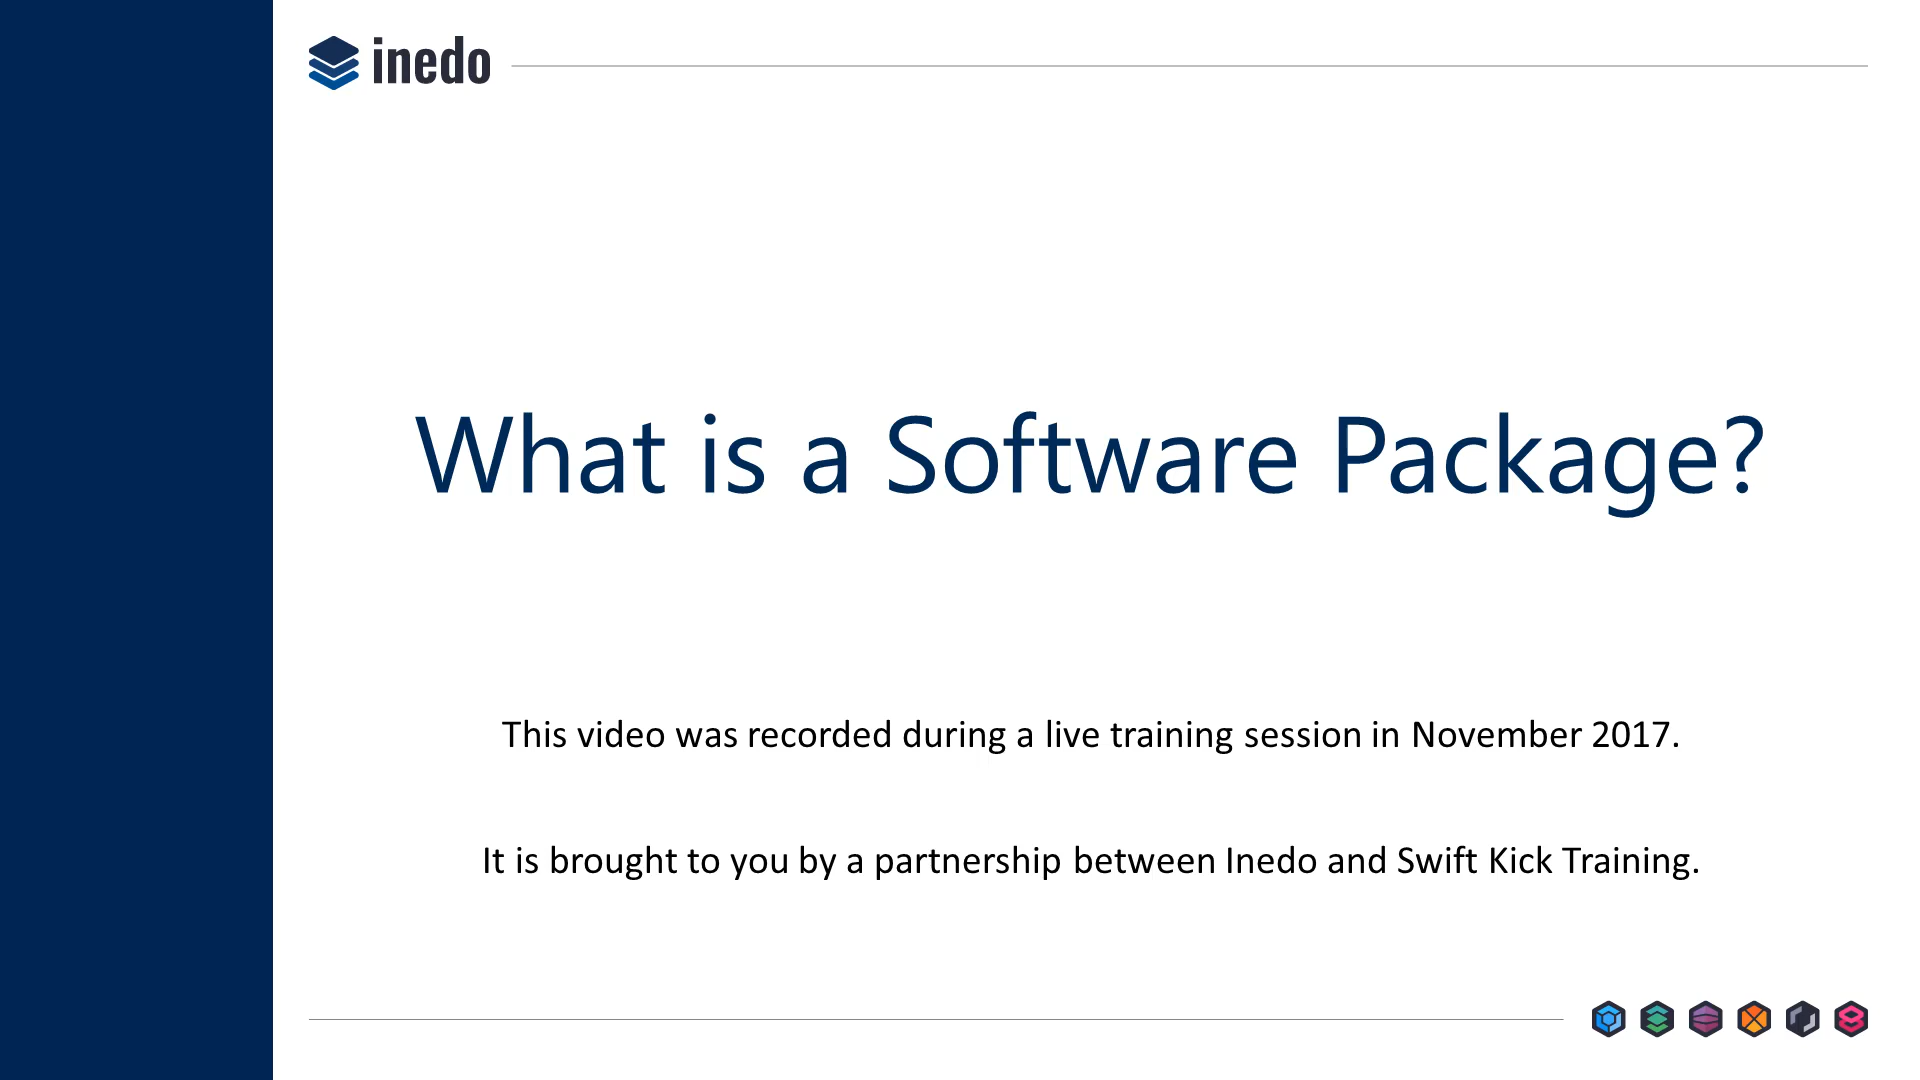 inedo
What is a Software Package?
This video was recorded during a live training session in November 2017.
It is brought to you by a partnership between Inedo and Swift Kick Training.